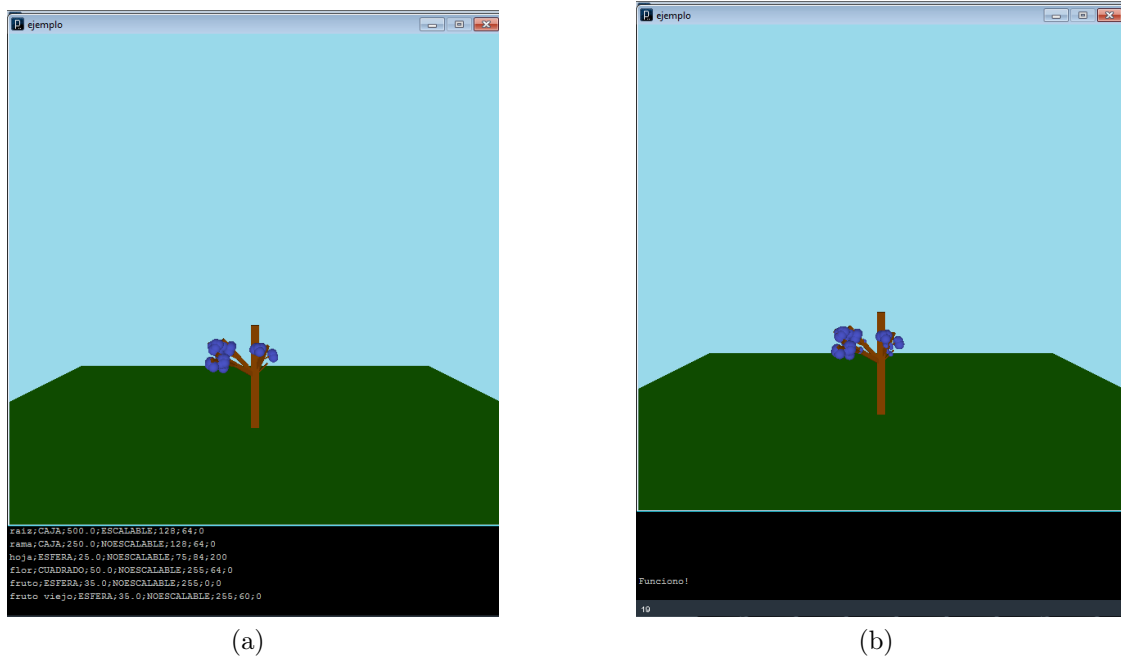 ejemplo
raiz;CAJA;500.0;ESCALABLE;128;64;0
rama;CAJA;250.0;NOESCALABLE;128;64;0
hoja;ESFERA;25.0;NOESCALABLE;75;84;200
flor;CUADRADO;50.0;NOESCALABLE;255;64;0
fruto;ESFERA;35.0;NOESCALABLE;255;0;0
fruto viejo;ESFERA;35.0;NOESCALABLE;255;60;0
(a)
ejemplo
Funciono!
19
(b)